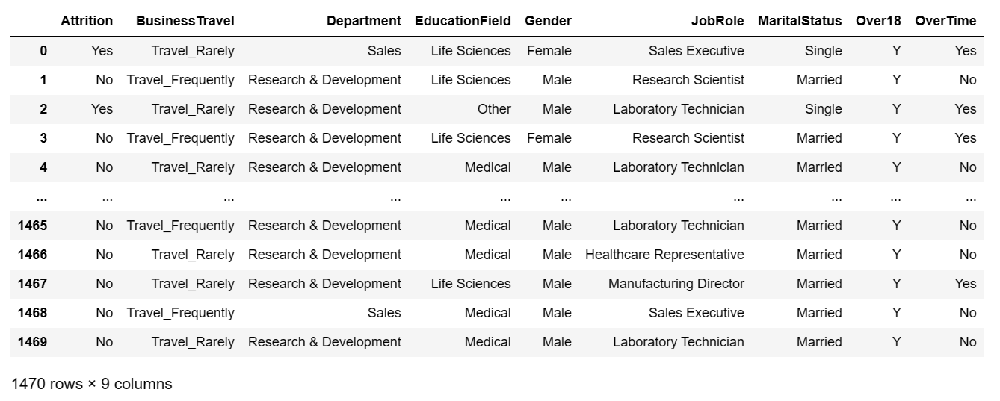 Attrition BusinessTravel Department EducationField Gender JobRole MaritalStatus Over18 OverTime
0 Yes Travel_Rarely Sales Life Sciences Female Sales Executive Single Y Yes
1 No Travel_Frequently Research & Development Life Sciences Male Research Scientist Married Y No
2 Yes Travel_Rarely Research & Development Other Male Laboratory Technician Single Y Yes
3 No Travel_Frequently Research & Development Life Sciences Female Research Scientist Married Y Yes
4 No Travel_Rarely Research & Development Medical Male Laboratory Technician Married Y No
... ... ... ... ... ... ... ... ... ...
1465 No Travel_Frequently Research & Development Medical Male Laboratory Technician Married Y No
1466 No Travel_Rarely Research & Development Medical Male Healthcare Representative Married Y No
1467 No Travel_Rarely Research & Development Life Sciences Male Manufacturing Director Married Y Yes
1468 No Travel_Frequently Sales Medical Male Sales Executive Married Y No
1469 No Travel_Rarely Research & Development Medical Male Laboratory Technician Married Y No
1470 rows × 9 columns